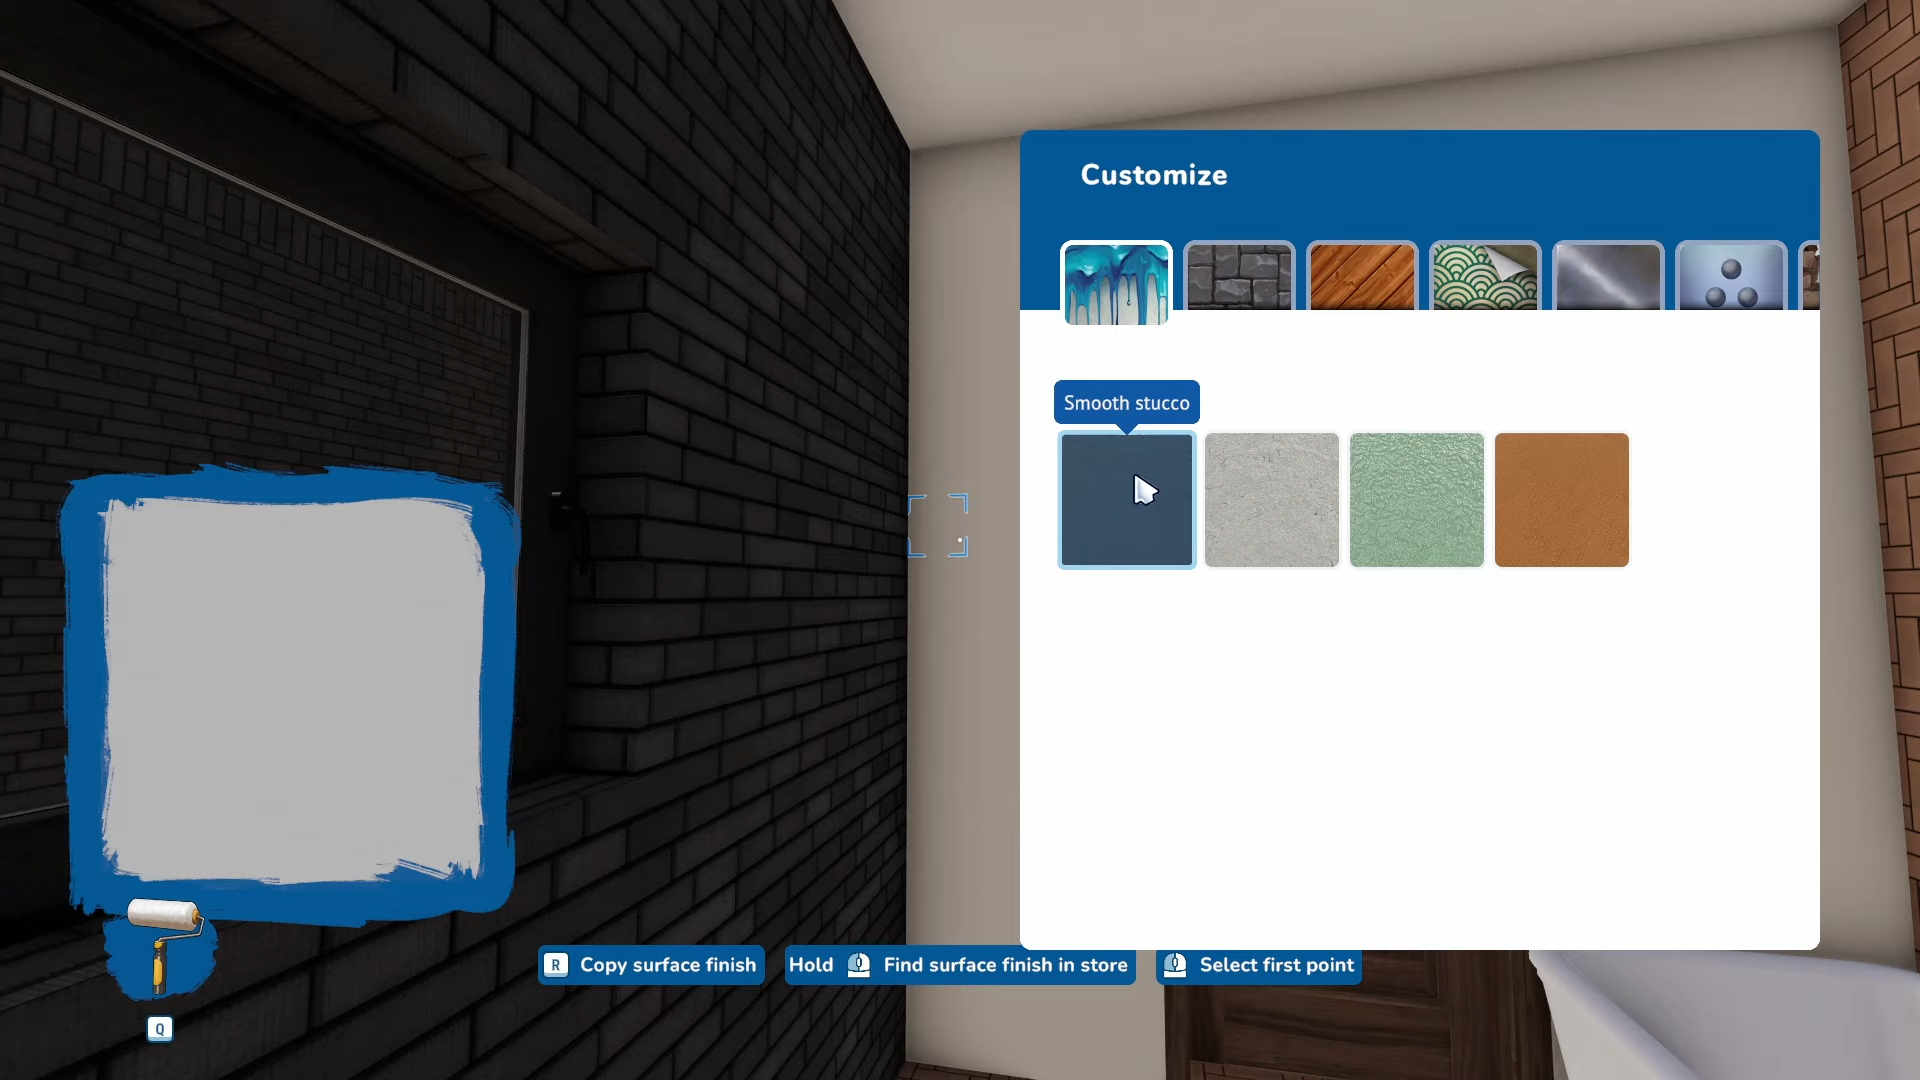 Customize
Smooth stucco
R Copy surface finish
Hold Find surface finish in store
Select first point
Q